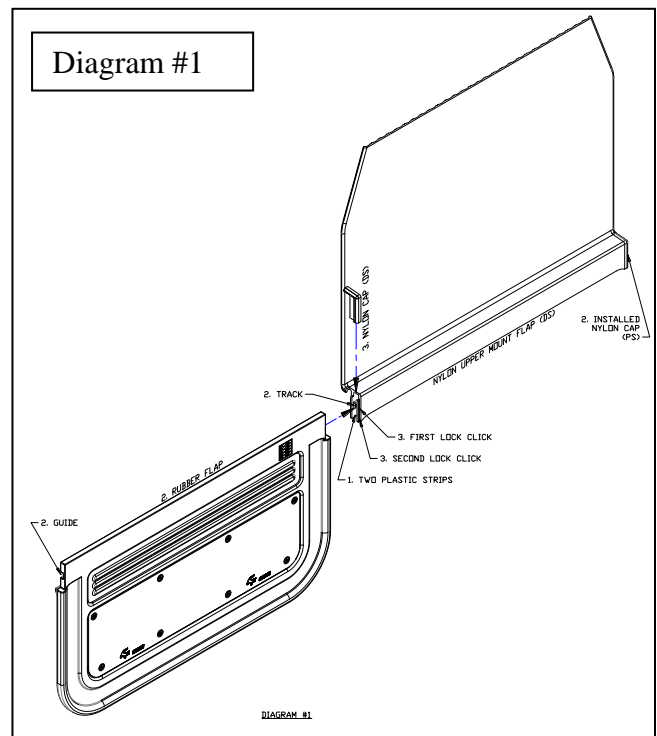 Diagram #1
3. NYLON CAP (DS)
2. INSTALLED
NYLON CAP
(PS)
NYLON UPPER MOUNT FLAP (DS)
2. TRACK
3. FIRST LOCK CLICK
3. SECOND LOCK CLICK
1. TWO PLASTIC STRIPS
2. RUBBER FLAP
2. GUIDE
DIAGRAM #1